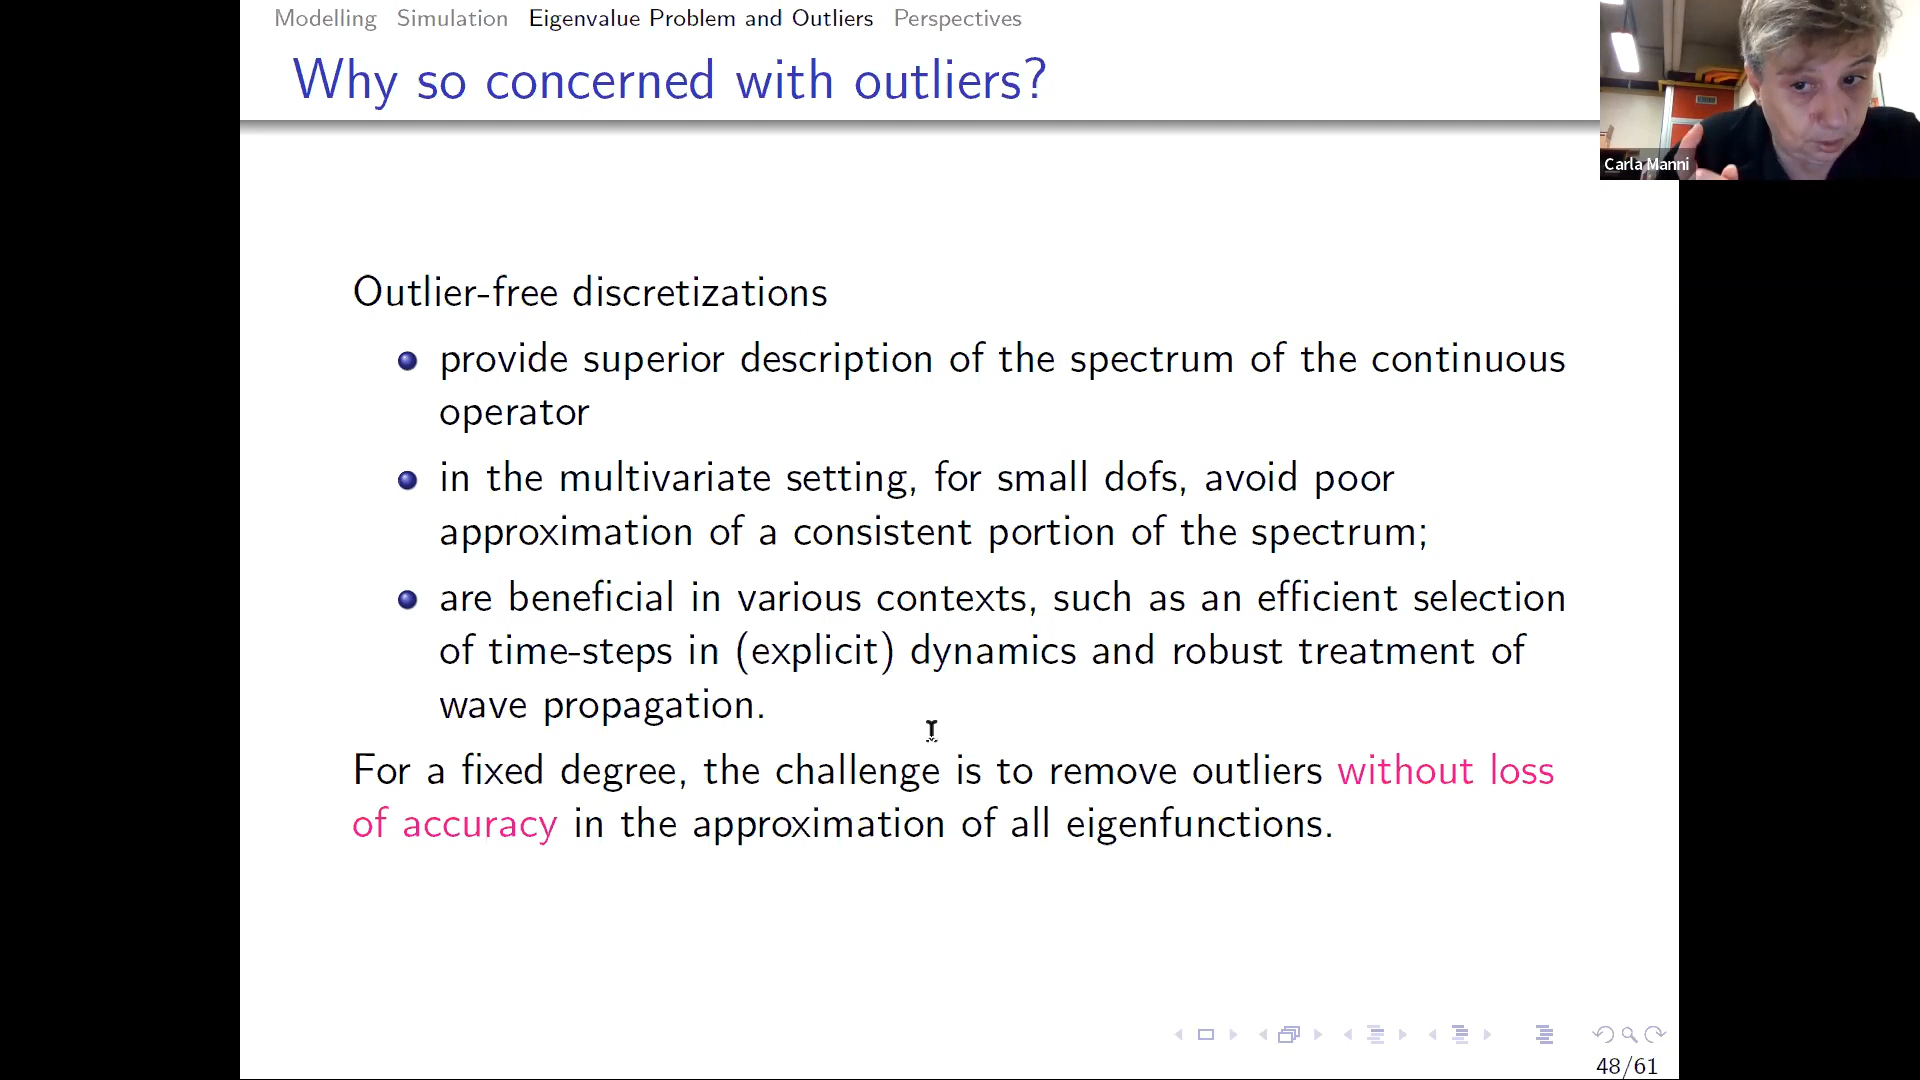 Modelling Simulation Eigenvalue Problem and Outliers Perspectives
Why so concerned with outliers?
Carla Manni
Outlier-free discretizations
provide superior description of the spectrum of the continuous
operator
in the multivariate setting, for small dofs, avoid poor
approximation of a consistent portion of the spectrum;
are beneficial in various contexts, such as an efficient selection
of time-steps in (explicit) dynamics and robust treatment of
wave propagation.
For a fixed degree, the challenge is to remove outliers without loss
of accuracy in the approximation of all eigenfunctions.
48/61